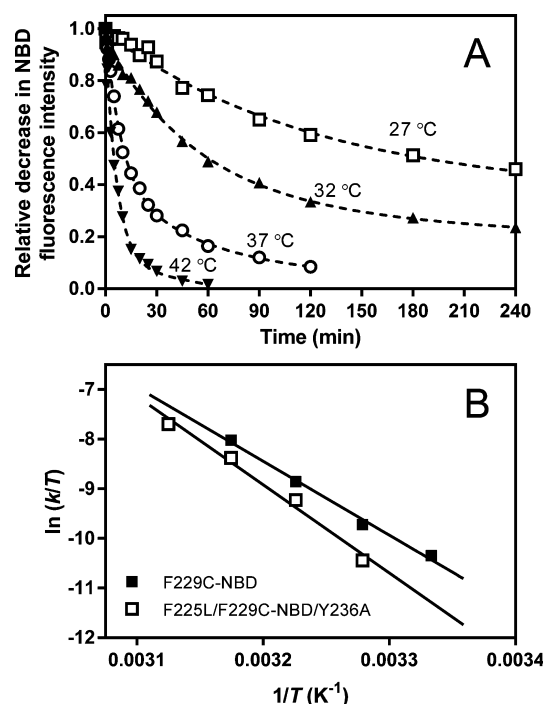 A
Relative decrease in NBD
fluorescence intensity
1.0
0.8
0.6
0.4
0.2
0.0
27 °C
32 °C
37 °C
42 °C
0 30 60 90 120 150 180 210 240
Time (min)
B
ln (k/T)
-7
-8
-9
-10
-11
-12
F229C-NBD
F225L/F229C-NBD/Y236A
0.0031 0.0032 0.0033 0.0034
1/T (K⁻¹)